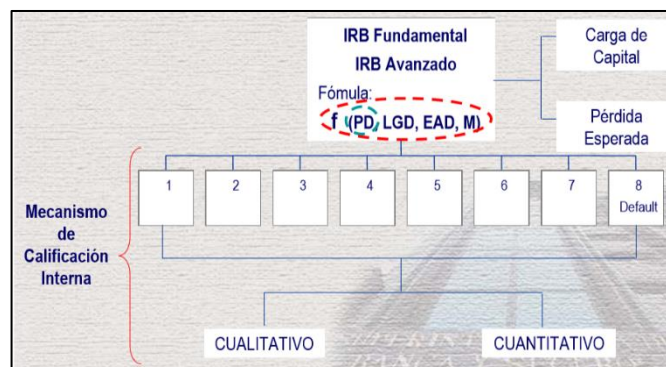 IRB Fundamental
IRB Avanzado
Fómula:
f (PD, LGD, EAD, M)
Carga de
Capital
Pérdida
Esperada
1 2 3 4 5 6 7 8
Default
Mecanismo
de
Calificación
Interna
CUALITATIVO CUANTITATIVO